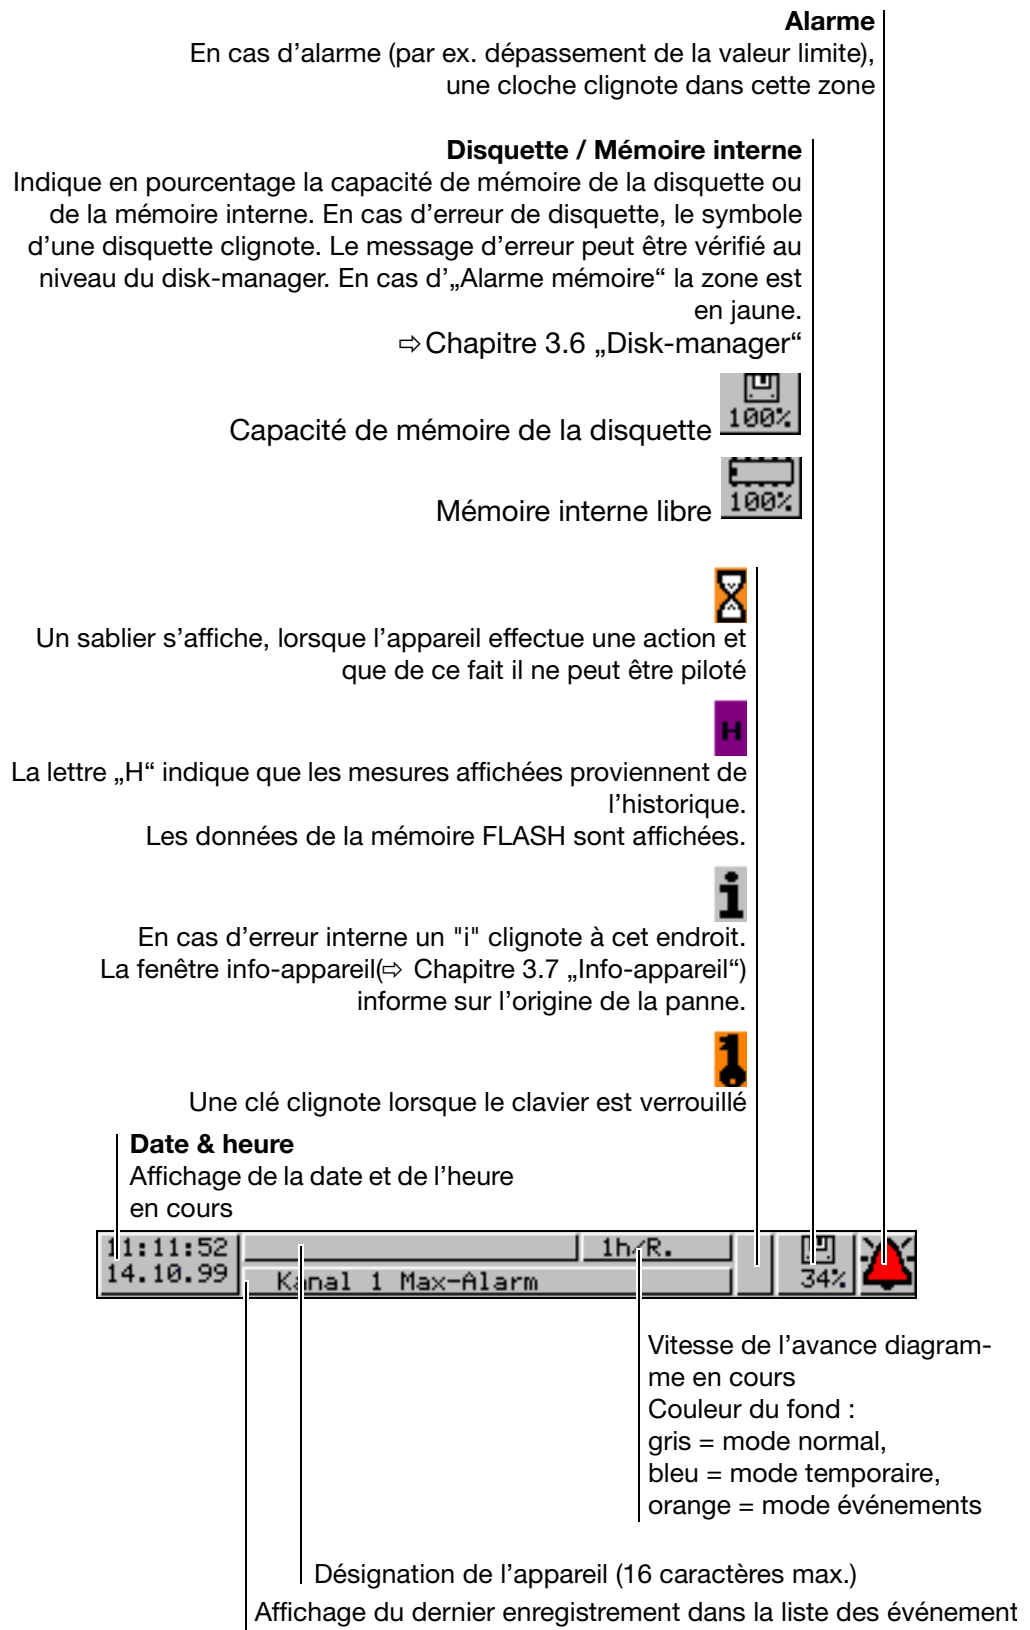 Alarme
En cas d’alarme (par ex. dépassement de la valeur limite),
une cloche clignote dans cette zone
Disquette / Mémoire interne
Indique en pourcentage la capacité de mémoire de la disquette ou
de la mémoire interne. En cas d’erreur de disquette, le symbole
d’une disquette clignote. Le message d’erreur peut être vérifié au
niveau du disk-manager. En cas d’„Alarme mémoire“ la zone est
en jaune.
⇨ Chapitre 3.6 „Disk-manager“
100%
Capacité de mémoire de la disquette
100%
Mémoire interne libre
Un sablier s’affiche, lorsque l’appareil effectue une action et
que de ce fait il ne peut être piloté
H
La lettre „H“ indique que les mesures affichées proviennent de
l’historique.
Les données de la mémoire FLASH sont affichées.
i
En cas d’erreur interne un "i" clignote à cet endroit.
La fenêtre info-appareil(⇨ Chapitre 3.7 „Info-appareil“)
informe sur l’origine de la panne.
Une clé clignote lorsque le clavier est verrouillé
Date & heure
Affichage de la date et de l’heure
en cours
11:11:52
1h/R.
14.10.99
Kanal 1 Max-Alarm
34%
Vitesse de l’avance diagram-
me en cours
Couleur du fond :
gris = mode normal,
bleu = mode temporaire,
orange = mode événements
Désignation de l’appareil (16 caractères max.)
Affichage du dernier enregistrement dans la liste des événement